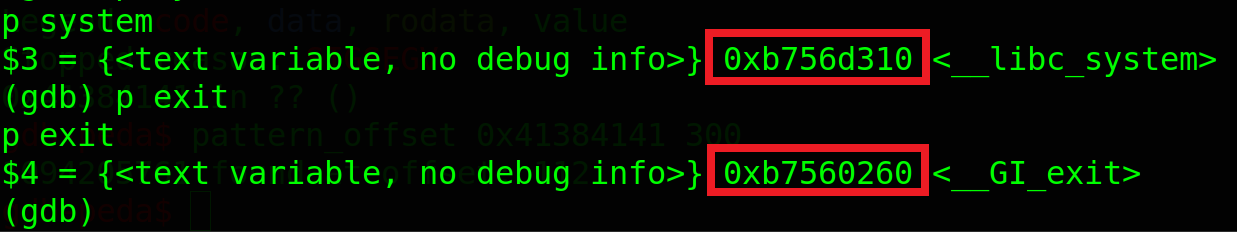 p system
$3 = {<text variable, no debug info>} 0xb756d310 <__libc_system>
(gdb) p exit
p exit
$4 = {<text variable, no debug info>} 0xb7560260 <__GI_exit>
(gdb)